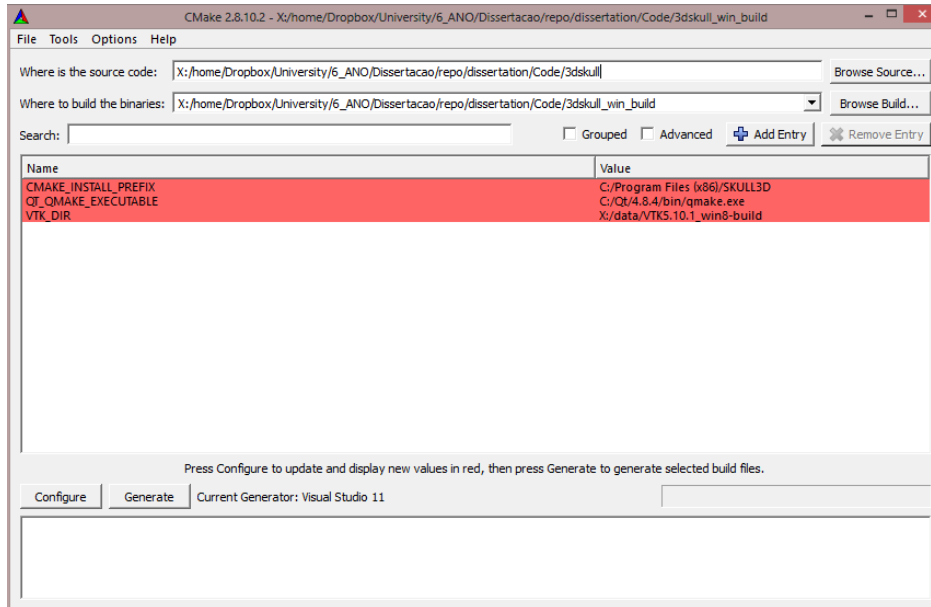 CMake 2.8.10.2 - X:/home/Dropbox/University/6_ANO/Dissertacao/repo/dissertation/Code/3dskull_win_build
File Tools Options Help
Where is the source code: X:/home/Dropbox/University/6_ANO/Dissertacao/repo/dissertation/Code/3dskull Browse Source...
Where to build the binaries: X:/home/Dropbox/University/6_ANO/Dissertacao/repo/dissertation/Code/3dskull_win_build Browse Build...
Search: Grouped Advanced Add Entry Remove Entry
Name Value
CMAKE_INSTALL_PREFIX C:/Program Files (x86)/SKULL3D
QT_QMAKE_EXECUTABLE C:/Qt/4.8.4/bin/qmake.exe
VTK_DIR X:/data/VTK5.10.1_win8-build
Press Configure to update and display new values in red, then press Generate to generate selected build files.
Configure Generate Current Generator: Visual Studio 11